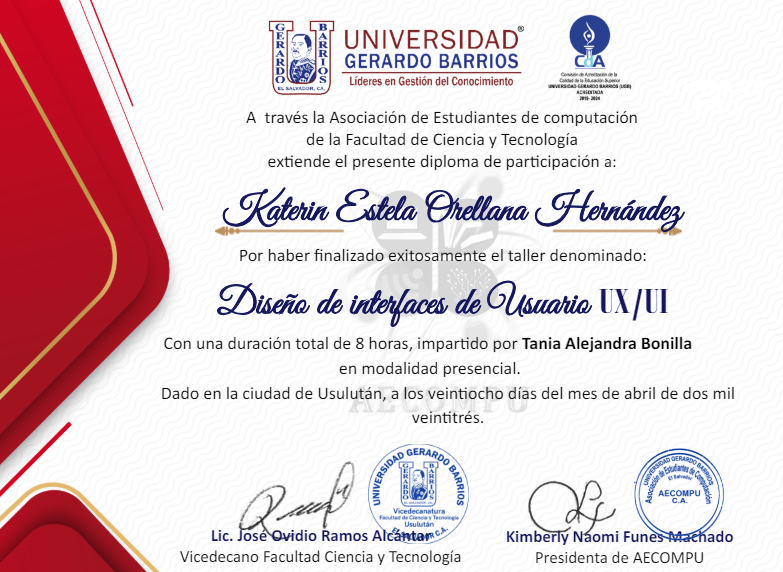 GERARDO BARRIOS
EL SALVADOR, C.A.
UNIVERSIDAD®
GERARDO BARRIOS
Líderes en Gestión del Conocimiento
CdA
Comisión de Acreditación de la
Calidad de la Educación Superior
UNIVERSIDAD GERARDO BARRIOS (UGB)
ACREDITADA
2019- 2024
A través la Asociación de Estudiantes de computación
de la Facultad de Ciencia y Tecnología
extiende el presente diploma de participación a:
Katerin Estela Orellana Hernández
Por haber finalizado exitosamente el taller denominado:
Diseño de interfaces de Usuario UX/UI
Con una duración total de 8 horas, impartido por Tania Alejandra Bonilla
en modalidad presencial.
AECOMPU
Dado en la ciudad de Usulután, a los veintiocho días del mes de abril de dos mil
veintitrés.
UNIVERSIDAD GERARDO BARRIOS
GERARDO BARRIOS
Vicedecanatura
Facultad de Ciencia y Tecnología
Usulután
EL SALVADOR C.A.
Lic. José Ovidio Ramos Alcántar
Vicedecano Facultad Ciencia y Tecnología
UNIVERSIDAD GERARDO BARRIOS
Asociación de Estudiantes de Computación
El Salvador
AECOMPU
C.A.
Kimberly Naomi Funes Machado
Presidenta de AECOMPU